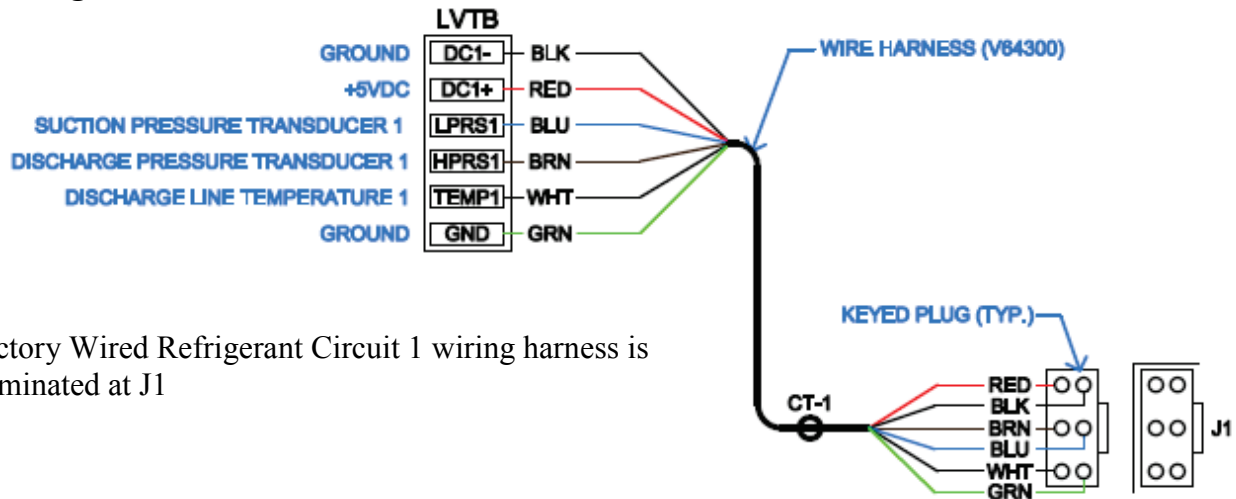 LVTB
GROUND DC1- BLK
+5VDC DC1+ RED
SUCTION PRESSURE TRANSDUCER 1 LPRS1 BLU
DISCHARGE PRESSURE TRANSDUCER 1 HPRS1 BRN
DISCHARGE LINE TEMPERATURE 1 TEMP1 WHT
GROUND GND GRN
WIRE HARNESS (V64300)
KEYED PLUG (TYP.)
ctory Wired Refrigerant Circuit 1 wiring harness is
minated at J1
CT-1
RED
BLK
BRN
BLU
WHT
GRN
J1